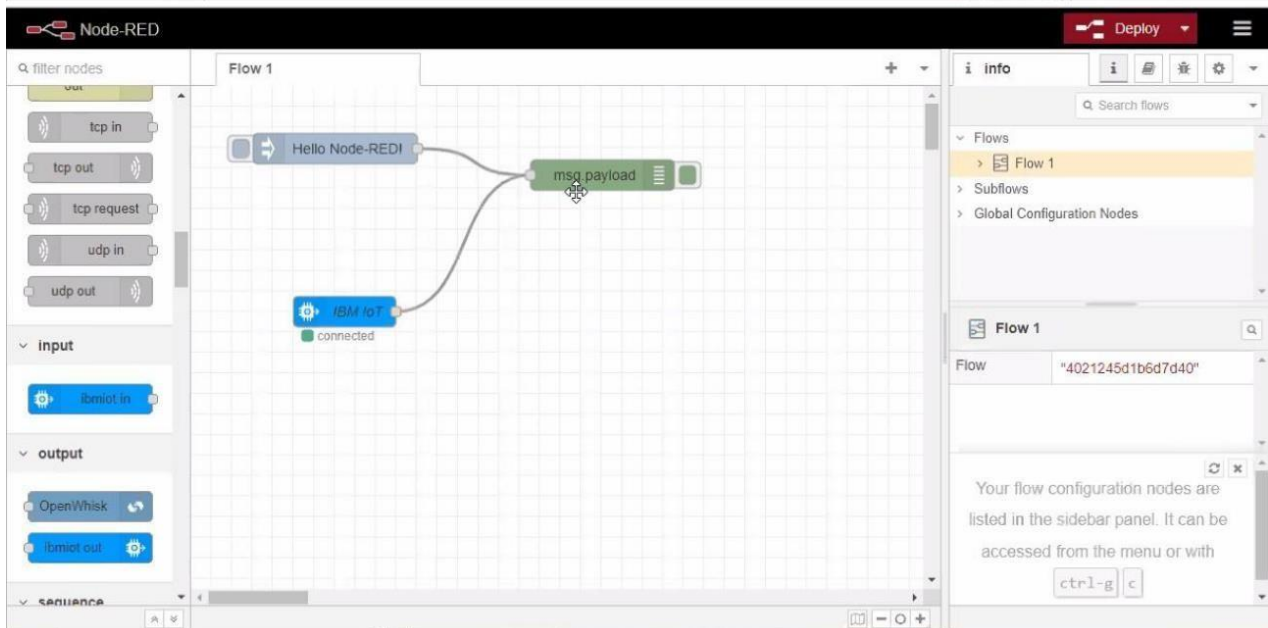 Node-RED
Deploy
filter nodes
Flow 1
i info
i
Search flows
out
tcp in
tcp out
tcp request
udp in
udp out
input
ibmiot in
output
OpenWhisk
ibmiot out
sequence
Hello Node-RED!
msg.payload
IBM IoT
connected
Flows
Flow 1
Subflows
Global Configuration Nodes
Flow 1
Flow "4021245d1b6d7d40"
Your flow configuration nodes are
listed in the sidebar panel. It can be
accessed from the menu or with
ctrl-g c